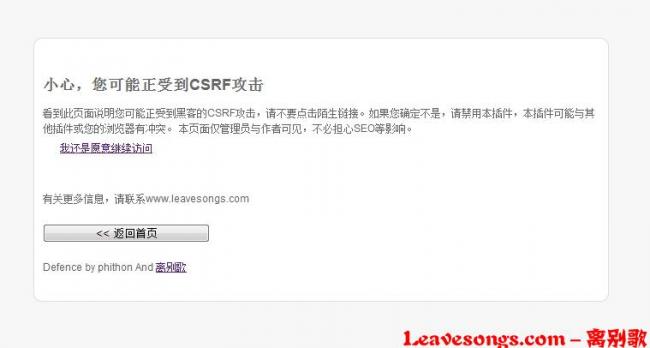 小心，您可能正受到CSRF攻击
看到此页面说明您可能正受到黑客的CSRF攻击，请不要点击陌生链接。如果您确定不是，请禁用本插件，本插件可能与其
他插件或您的浏览器有冲突。 本页面仅管理员与作者可见，不必担心SEO等影响。
我还是愿意继续访问
有关更多信息，请联系www.leavesongs.com
<< 返回首页
Defence by phithon And 离别歌
Leavesongs.com - 离别歌